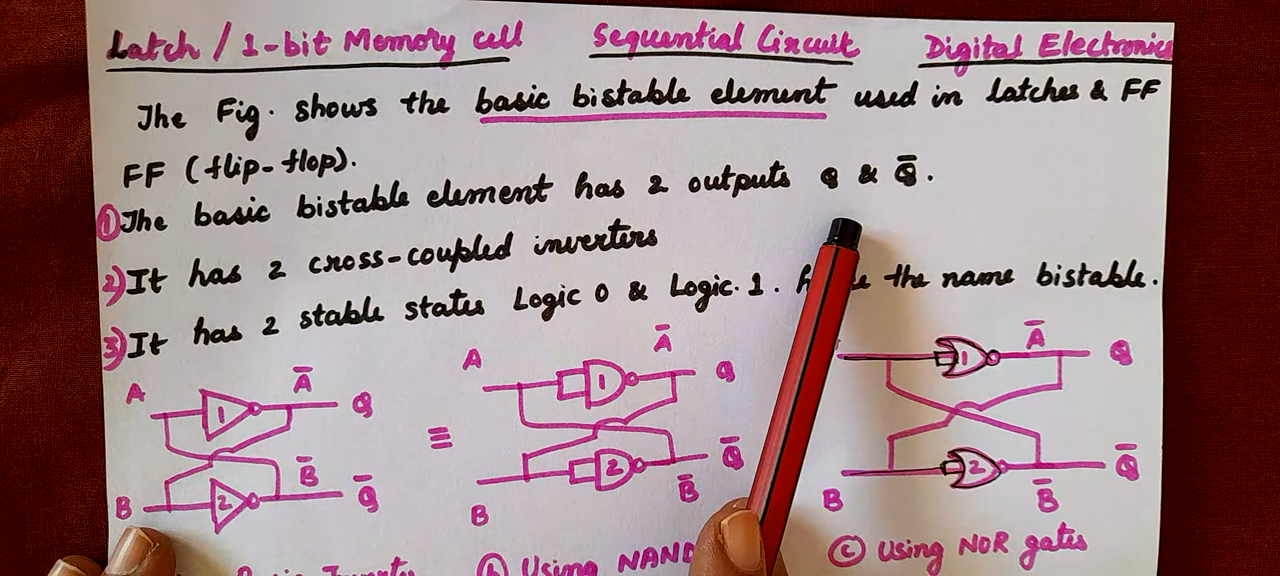 Latch / 1-bit Memory cell Sequential Circuit Digital Electronics
The Fig. shows the basic bistable element used in latches & FF
FF (flip-flop).
① The basic bistable element has 2 outputs Q & Q̅.
2) It has 2 cross-coupled inverters
3) It has 2 stable states Logic 0 & Logic. 1. the name bistable.
A 1 A̅ Q
B 2 B̅ Q̅
≡
A 1 A̅ Q
B 2 B̅ Q̅
1 A̅ Q
B 2 B̅ Q̅
(b) Using NAND
ⓒ Using NOR gates